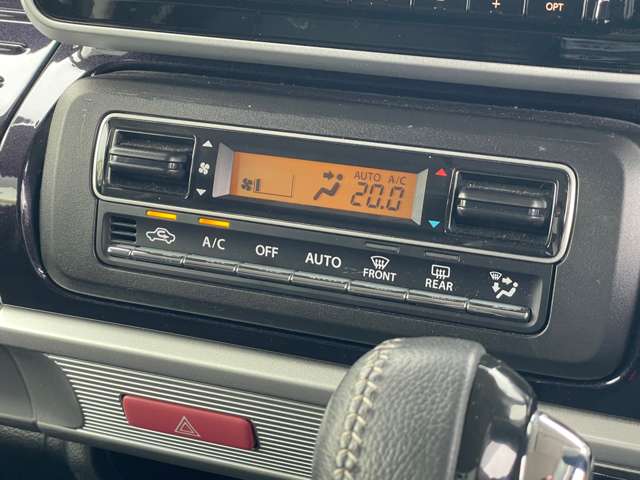 + OPT
AUTO A/C
20.0
A/C OFF AUTO FRONT REAR